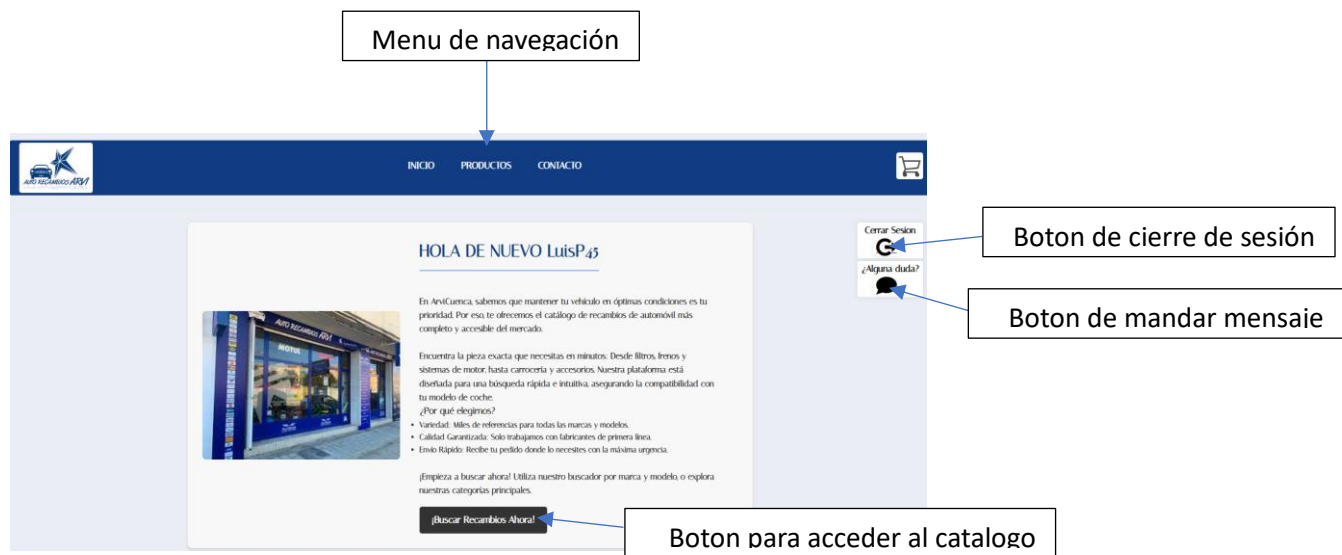 Menu de navegación
AUTO RECAMBIOS ARVI
INICIO PRODUCTOS CONTACTO
Cerrar Sesion
¿Alguna duda?
Boton de cierre de sesión
Boton de mandar mensaje
HOLA DE NUEVO LuisP45
En ArviCuenca, sabemos que mantener tu vehículo en óptimas condiciones es tu
prioridad. Por eso, te ofrecemos el catálogo de recambios de automóvil más
completo y accesible del mercado.
Encuentra la pieza exacta que necesitas en minutos: Desde filtros, frenos y
sistemas de motor, hasta carrocería y accesorios. Nuestra plataforma está
diseñada para una búsqueda rápida e intuitiva, asegurando la compatibilidad con
tu modelo de coche.
¿Por qué elegirnos?
• Variedad: Miles de referencias para todas las marcas y modelos.
• Calidad Garantizada: Solo trabajamos con fabricantes de primera línea.
• Envío Rápido: Recibe tu pedido donde lo necesites con la máxima urgencia.
¡Empieza a buscar ahora! Utiliza nuestro buscador por marca y modelo, o explora
nuestras categorías principales.
¡Buscar Recambios Ahora!
Boton para acceder al catalogo
AUTO RECAMBIOS ARVI
MOTUL